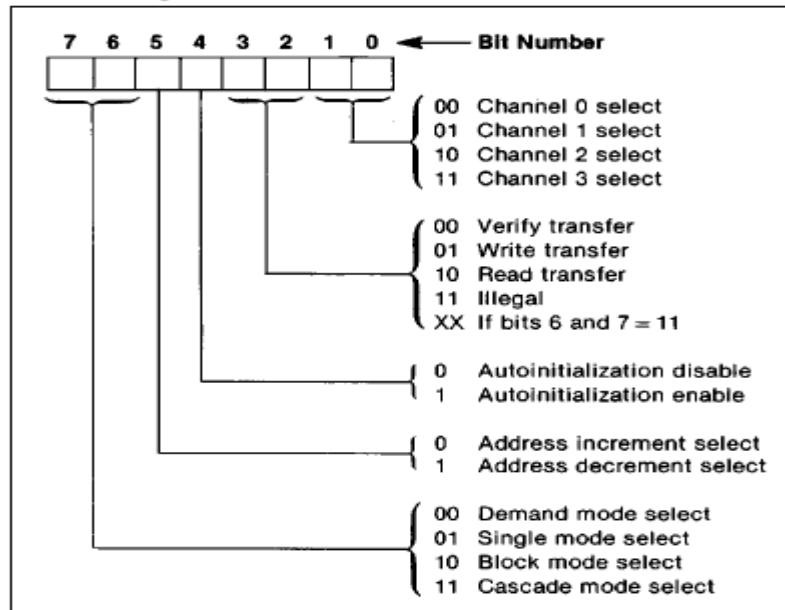 7 6 5 4 3 2 1 0 Bit Number
00 Channel 0 select
01 Channel 1 select
10 Channel 2 select
11 Channel 3 select
00 Verify transfer
01 Write transfer
10 Read transfer
11 Illegal
XX If bits 6 and 7 = 11
0 Autoinitialization disable
1 Autoinitialization enable
0 Address increment select
1 Address decrement select
00 Demand mode select
01 Single mode select
10 Block mode select
11 Cascade mode select